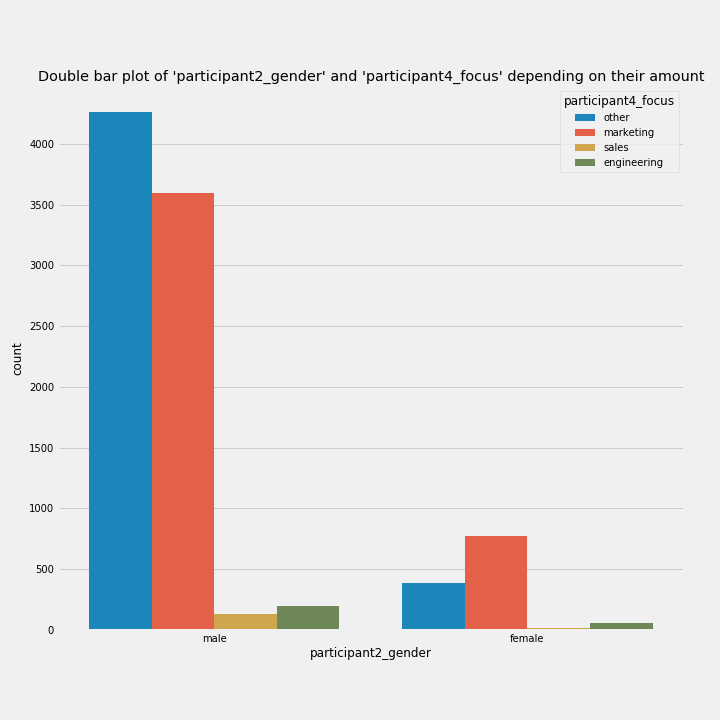 Double bar plot of 'participant2_gender' and 'participant4_focus' depending on their amount
participant4_focus
other
marketing
sales
engineering
4000
3500
3000
2500
2000
1500
1000
500
0
count
male
female
participant2_gender